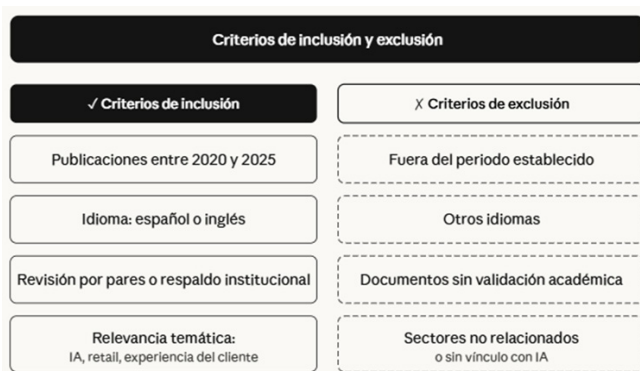 Criterios de inclusión y exclusión
✓ Criterios de inclusión
✗ Criterios de exclusión
Publicaciones entre 2020 y 2025
Fuera del periodo establecido
Idioma: español o inglés
Otros idiomas
Revisión por pares o respaldo institucional
Documentos sin validación académica
Relevancia temática:
IA, retail, experiencia del cliente
Sectores no relacionados
o sin vínculo con IA